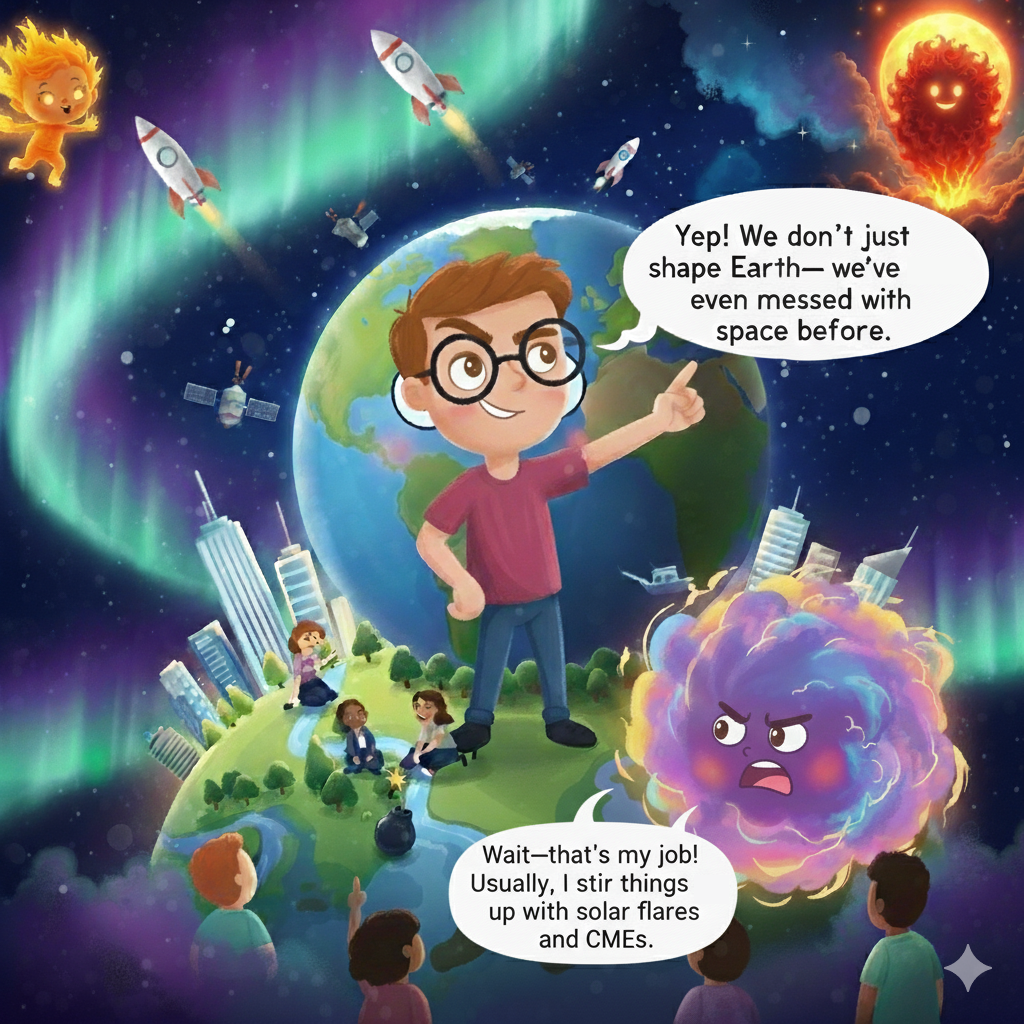 Yep! We don't just
shape Earth— we've
even messed with
space before.
Wait—that's my job!
Usually, I stir things
up with solar flares
and CMEs.